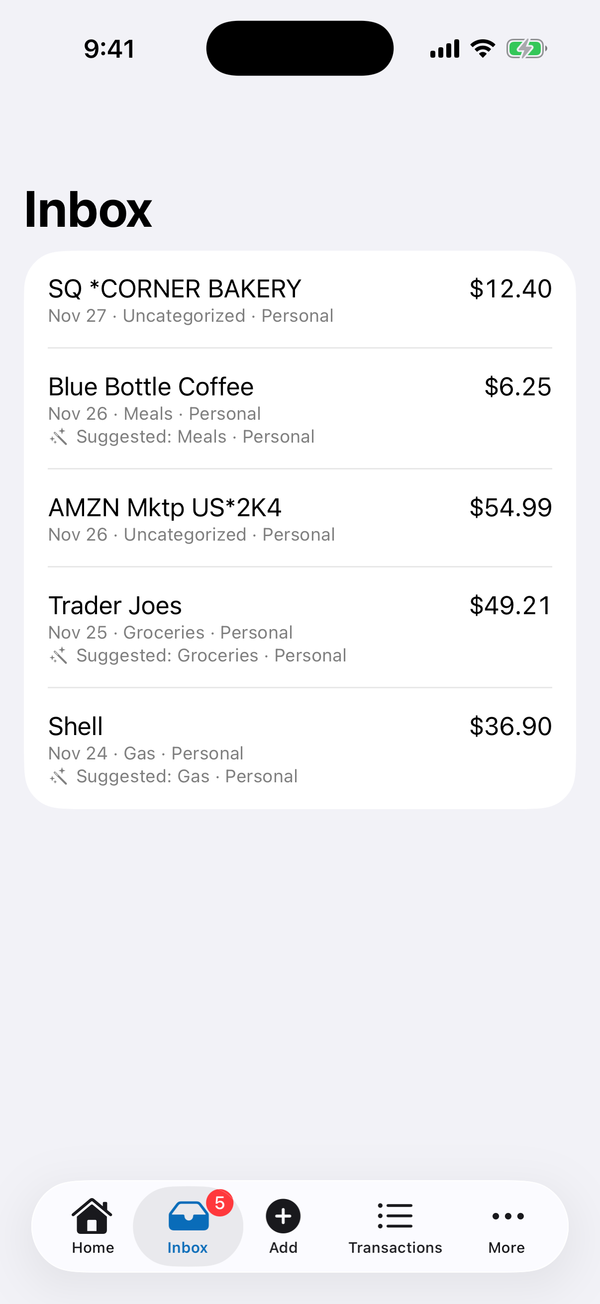 9:41
Inbox
SQ *CORNER BAKERY $12.40
Nov 27 · Uncategorized · Personal
Blue Bottle Coffee $6.25
Nov 26 · Meals · Personal
Suggested: Meals · Personal
AMZN Mktp US*2K4 $54.99
Nov 26 · Uncategorized · Personal
Trader Joes $49.21
Nov 25 · Groceries · Personal
Suggested: Groceries · Personal
Shell $36.90
Nov 24 · Gas · Personal
Suggested: Gas · Personal
5
Home Inbox Add Transactions More